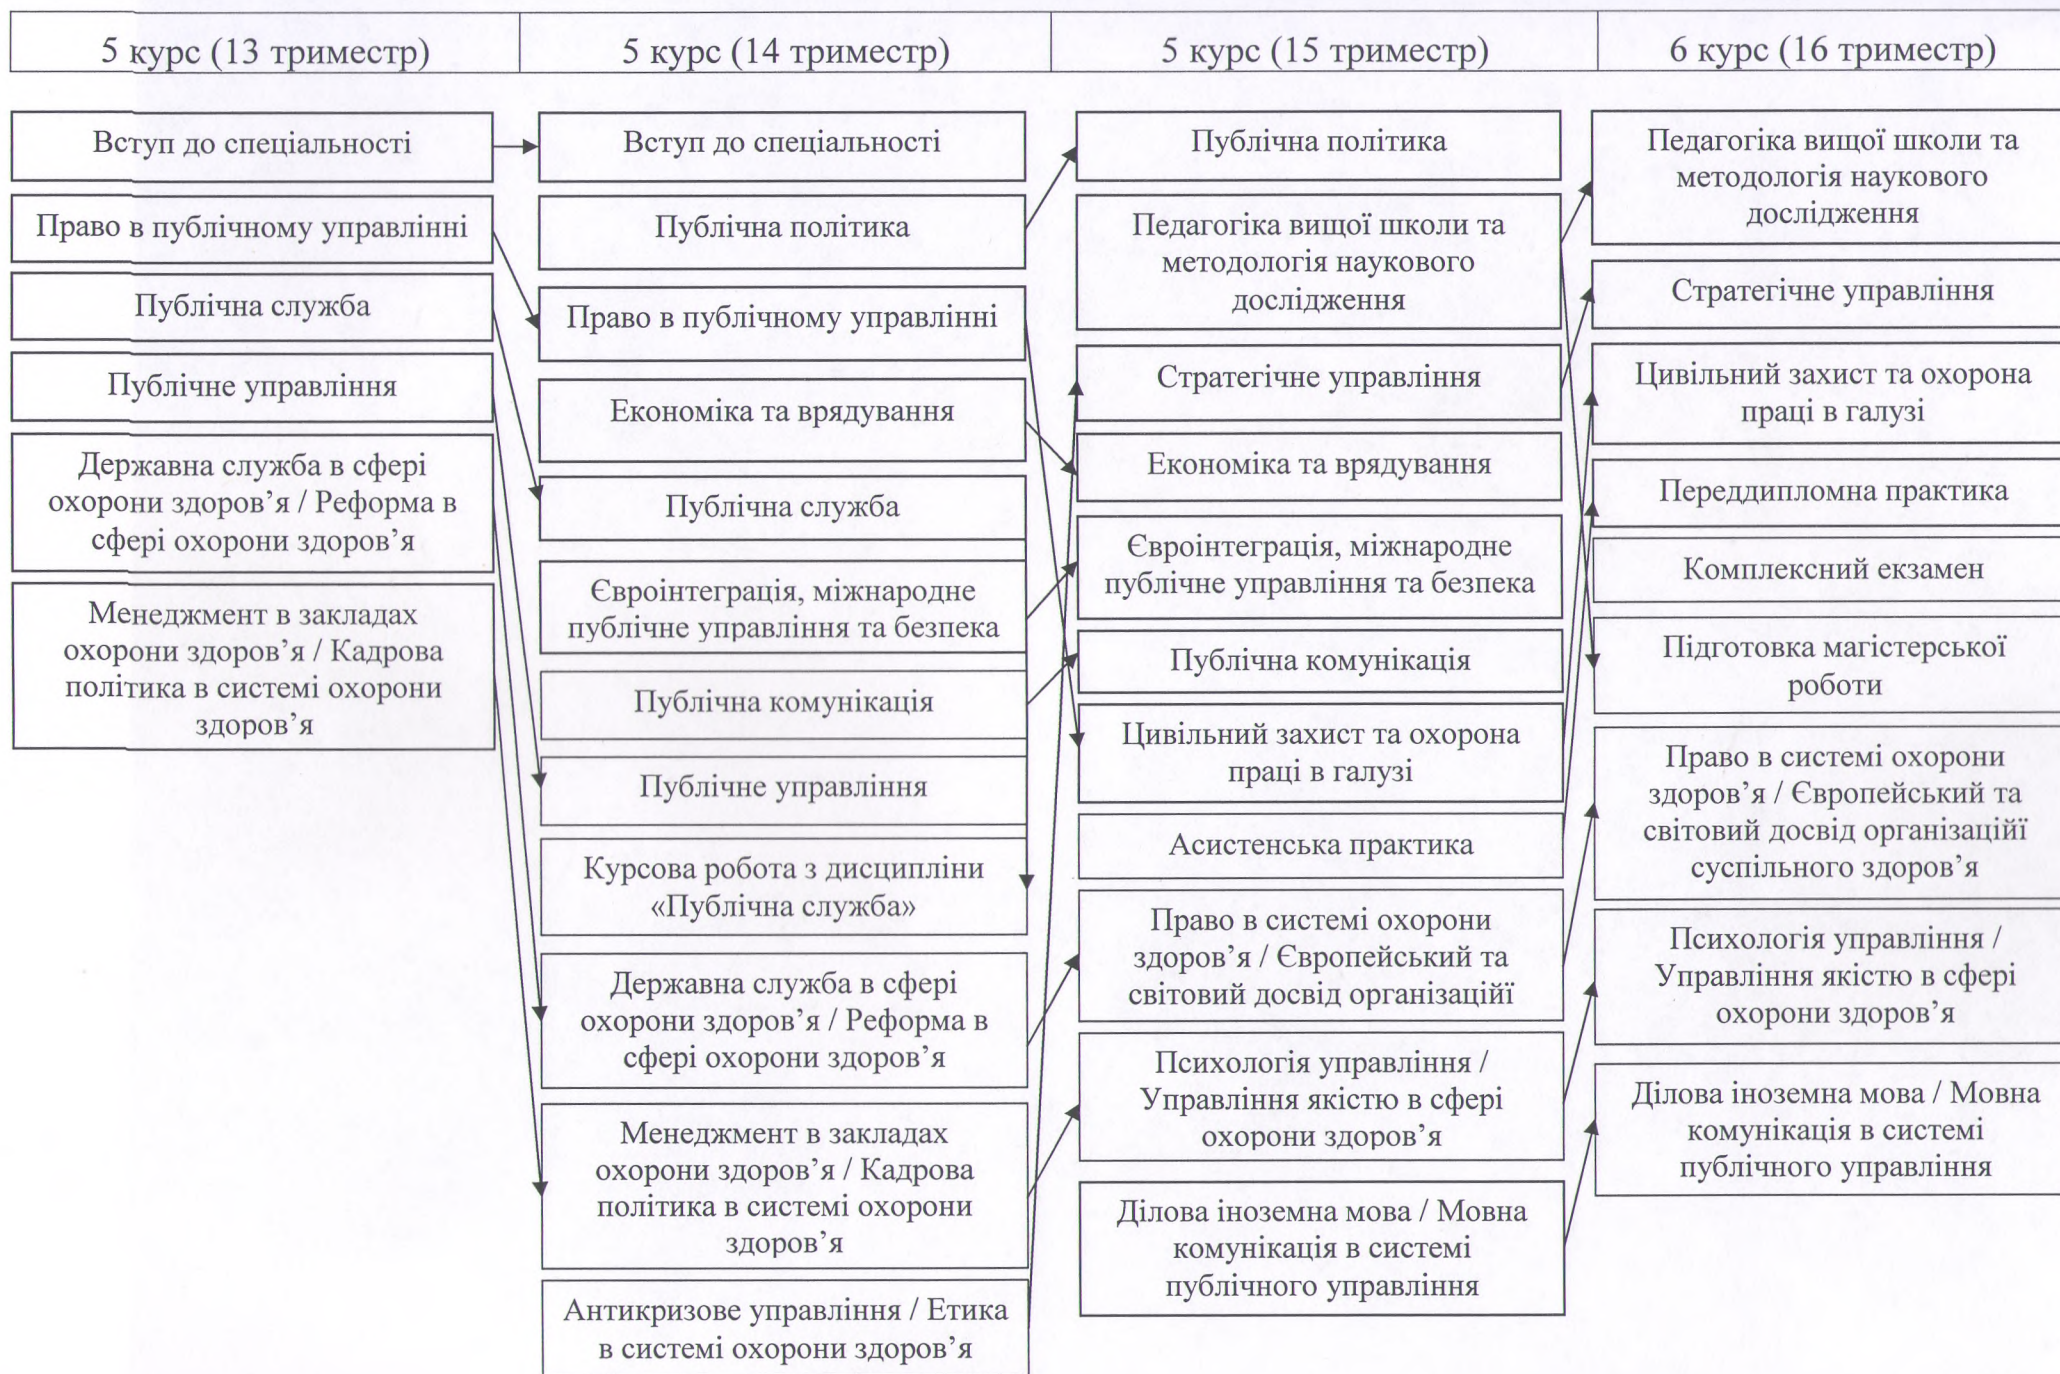 5 курс (13 триместр)
5 курс (14 триместр)
5 курс (15 триместр)
6 курс (16 триместр)
Вступ до спеціальності
Право в публічному управлінні
Публічна служба
Публічне управління
Державна служба в сфері
охорони здоров’я / Реформа в
сфері охорони здоров’я
Менеджмент в закладах
охорони здоров’я / Кадрова
політика в системі охорони
здоров’я
Вступ до спеціальності
Публічна політика
Право в публічному управлінні
Економіка та врядування
Публічна служба
Євроінтеграція, міжнародне
публічне управління та безпека
Публічна комунікація
Публічне управління
Курсова робота з дисципліни
«Публічна служба»
Державна служба в сфері
охорони здоров’я / Реформа в
сфері охорони здоров’я
Менеджмент в закладах
охорони здоров’я / Кадрова
політика в системі охорони
здоров’я
Антикризове управління / Етика
в системі охорони здоров’я
Публічна політика
Педагогіка вищої школи та
методологія наукового
дослідження
Стратегічне управління
Економіка та врядування
Євроінтеграція, міжнародне
публічне управління та безпека
Публічна комунікація
Цивільний захист та охорона
праці в галузі
Асистенська практика
Право в системі охорони
здоров’я / Європейський та
світовий досвід організаційї
Психологія управління /
Управління якістю в сфері
охорони здоров’я
Ділова іноземна мова / Мовна
комунікація в системі
публічного управління
Педагогіка вищої школи та
методологія наукового
дослідження
Стратегічне управління
Цивільний захист та охорона
праці в галузі
Переддипломна практика
Комплексний екзамен
Підготовка магістерської
роботи
Право в системі охорони
здоров’я / Європейський та
світовий досвід організаційї
суспільного здоров’я
Психологія управління /
Управління якістю в сфері
охорони здоров’я
Ділова іноземна мова / Мовна
комунікація в системі
публічного управління